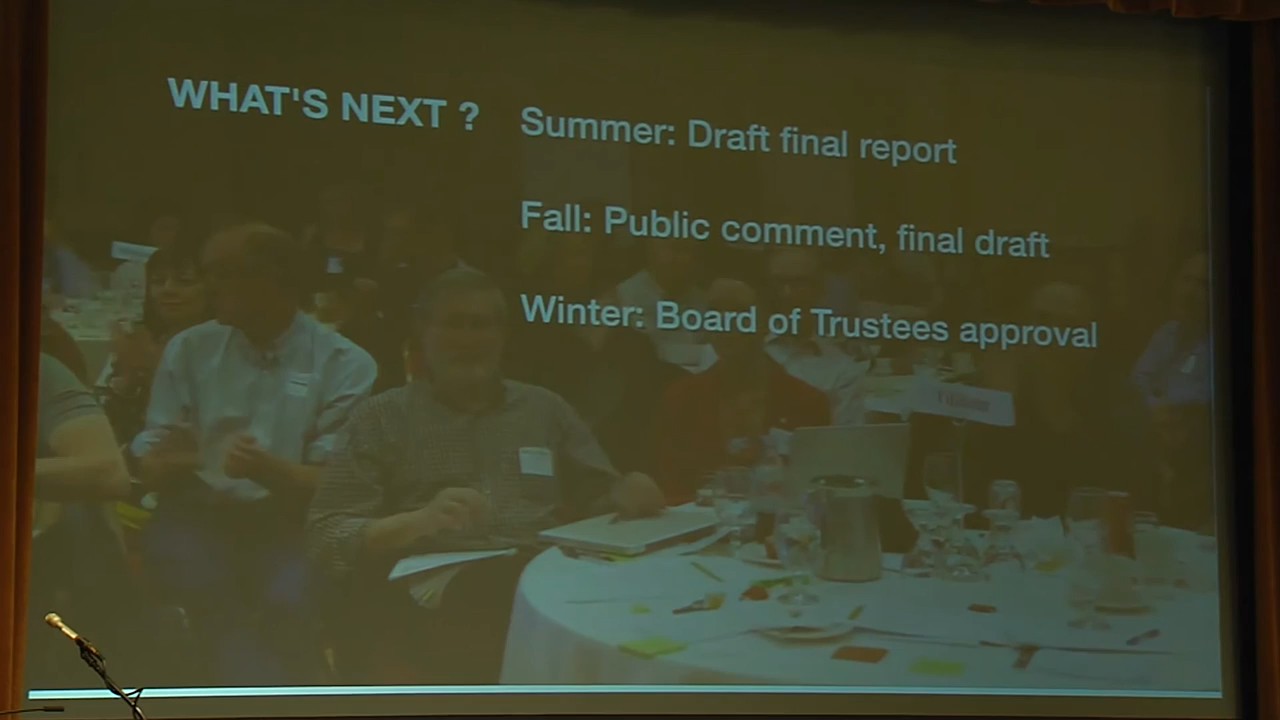 WHAT'S NEXT ?
Summer: Draft final report
Fall: Public comment, final draft
Winter: Board of Trustees approval